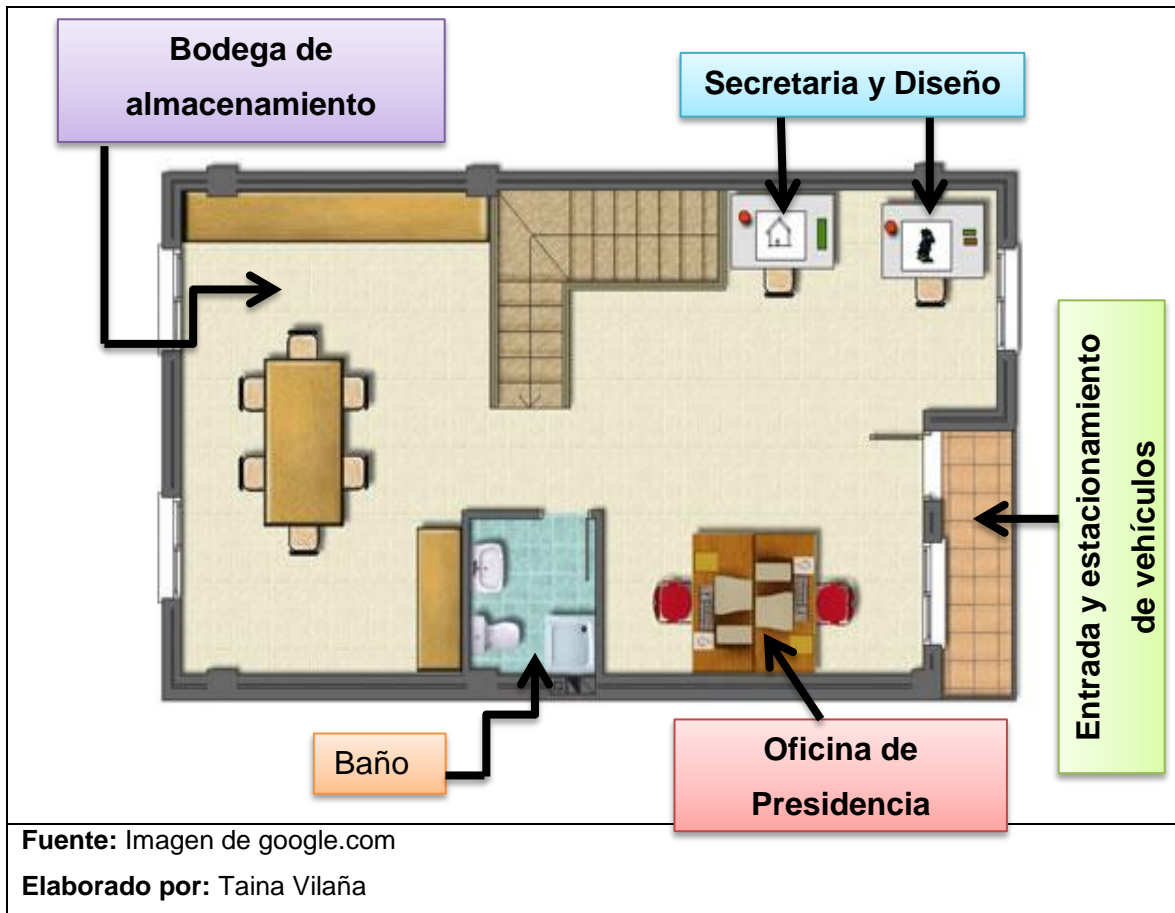 Bodega de
almacenamiento
Secretaria y Diseño
Entrada y estacionamiento
de vehículos
Baño
Oficina de
Presidencia
Fuente: Imagen de google.com
Elaborado por: Taina Vilaña